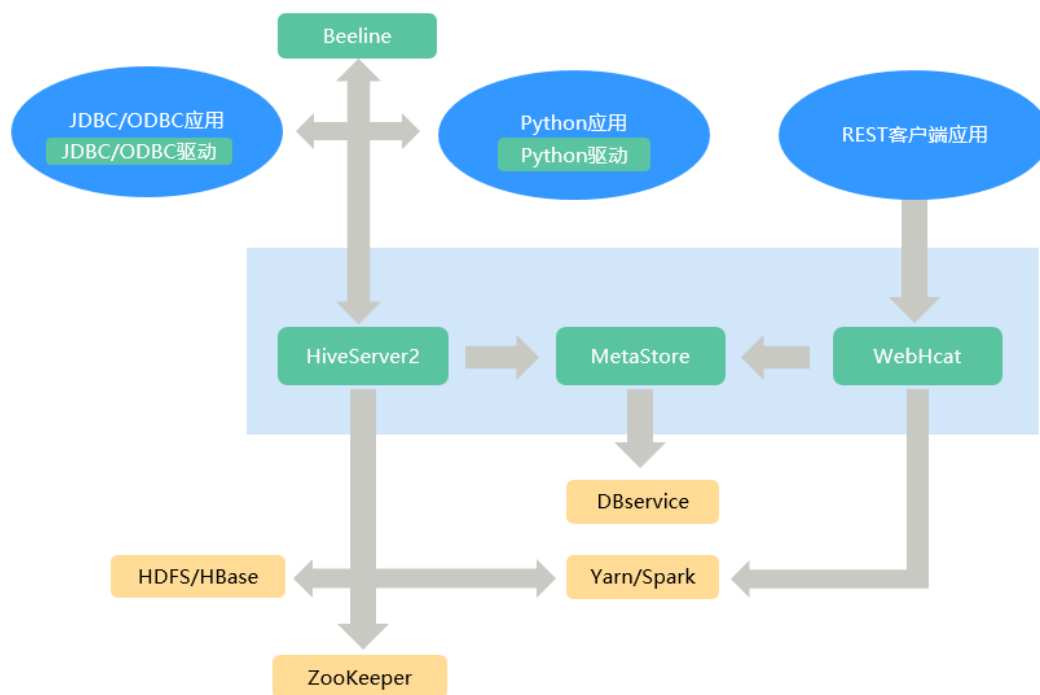 Beeline
JDBC/ODBC应用
JDBC/ODBC驱动
Python应用
Python驱动
REST客户端应用
HiveServer2
MetaStore
WebHcat
DBservice
HDFS/HBase
Yarn/Spark
ZooKeeper